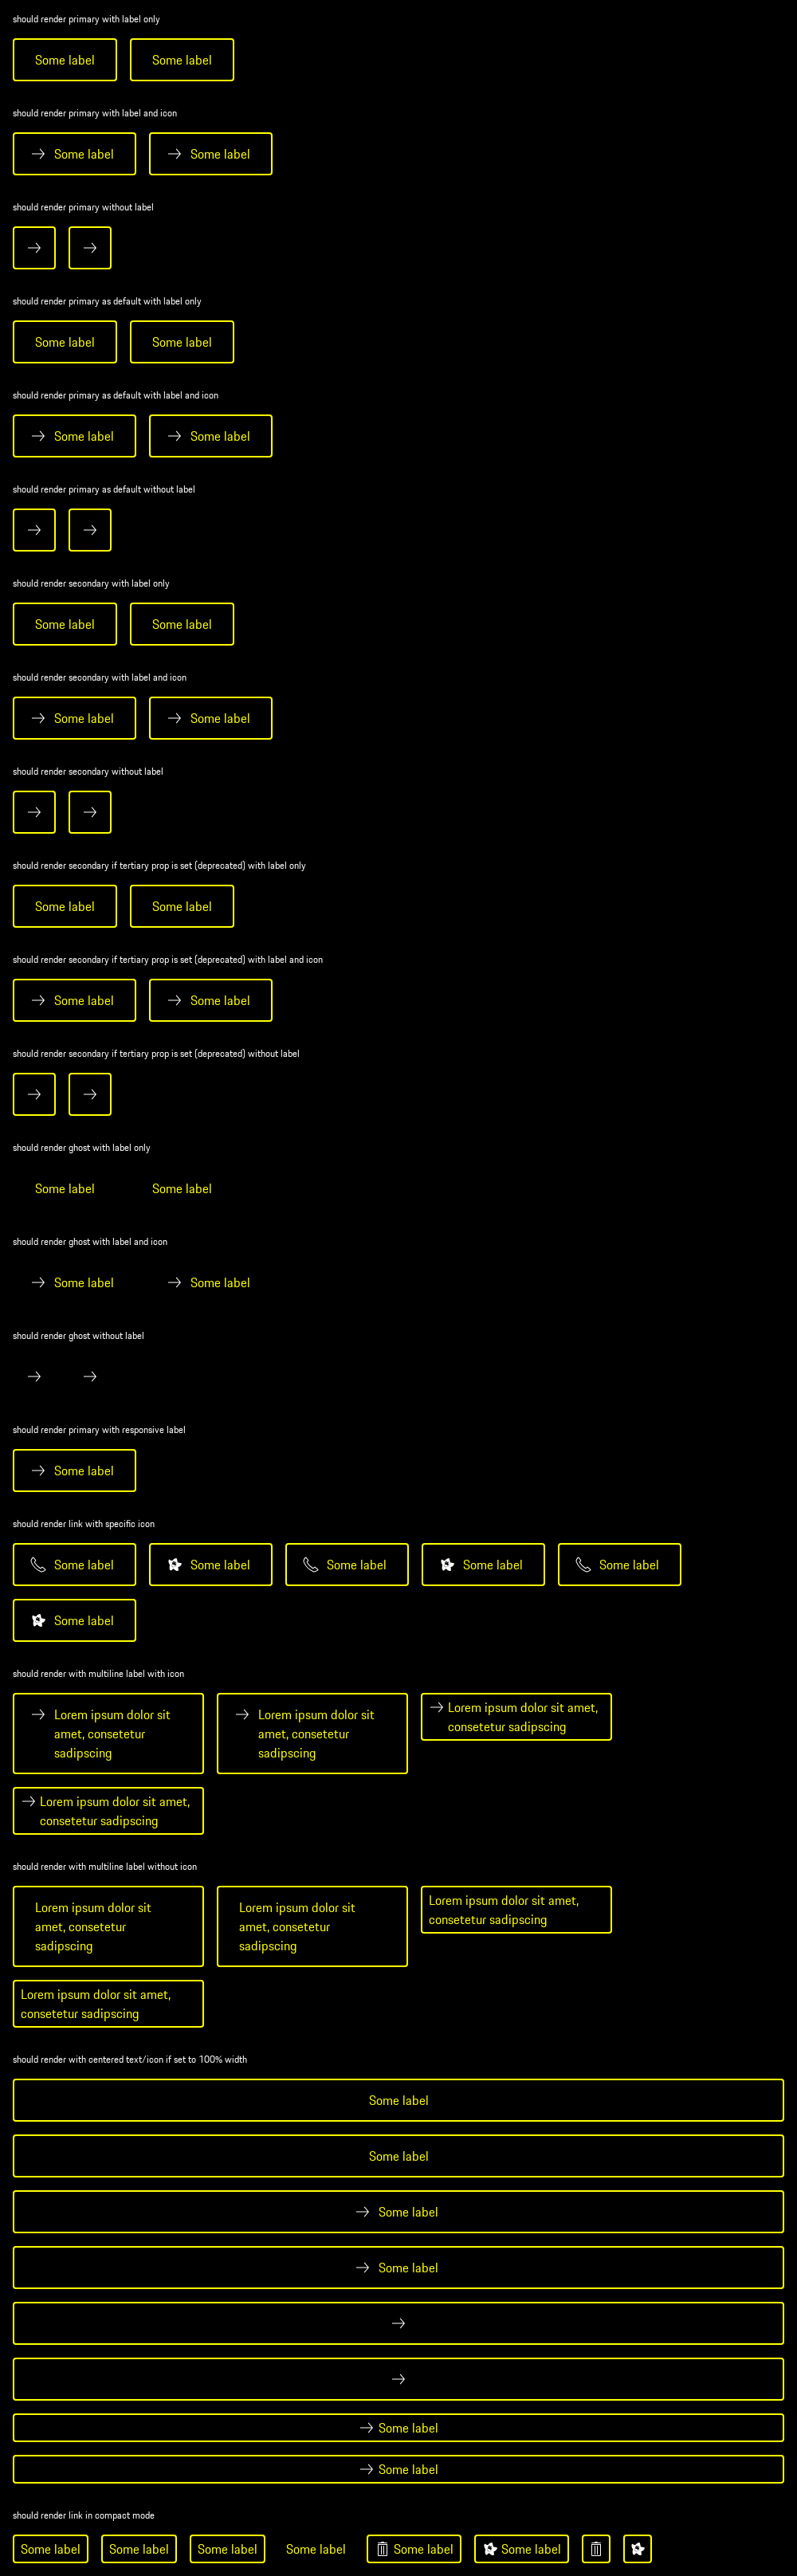 should render primary with label only
Some label Some label
should render primary with label and icon
Some label Some label
should render primary without label
should render primary as default with label only
Some label Some label
should render primary as default with label and icon
Some label Some label
should render primary as default without label
should render secondary with label only
Some label Some label
should render secondary with label and icon
Some label Some label
should render secondary without label
should render secondary if tertiary prop is set (deprecated) with label only
Some label Some label
should render secondary if tertiary prop is set (deprecated) with label and icon
Some label Some label
should render secondary if tertiary prop is set (deprecated) without label
should render ghost with label only
Some label Some label
should render ghost with label and icon
Some label Some label
should render ghost without label
should render primary with responsive label
Some label
should render link with specific icon
Some label Some label Some label Some label Some label
Some label
should render with multiline label with icon
Lorem ipsum dolor sit
amet, consetetur
sadipscing
Lorem ipsum dolor sit
amet, consetetur
sadipscing
Lorem ipsum dolor sit amet,
consetetur sadipscing
Lorem ipsum dolor sit amet,
consetetur sadipscing
should render with multiline label without icon
Lorem ipsum dolor sit
amet, consetetur
sadipscing
Lorem ipsum dolor sit
amet, consetetur
sadipscing
Lorem ipsum dolor sit amet,
consetetur sadipscing
Lorem ipsum dolor sit amet,
consetetur sadipscing
should render with centered text/icon if set to 100% width
Some label
Some label
Some label
Some label
Some label
Some label
should render link in compact mode
Some label Some label Some label Some label Some label Some label